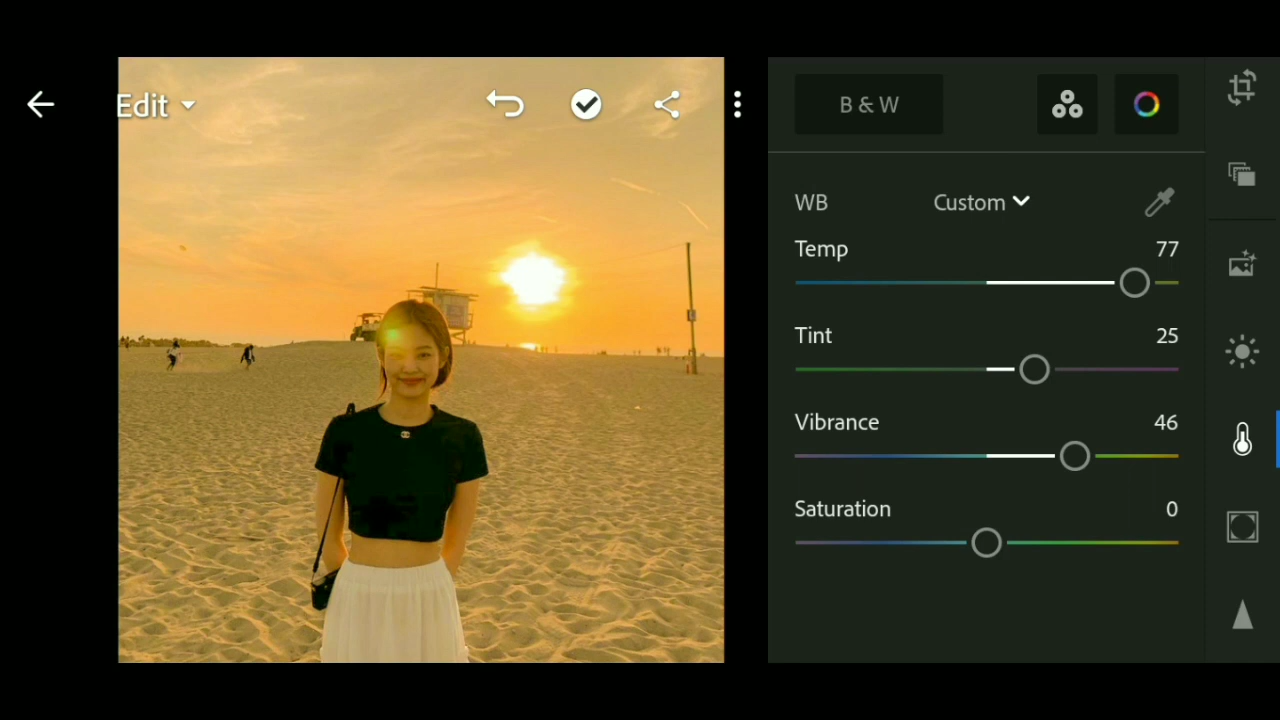 Edit
B & W
WB Custom
Temp 77
Tint 25
Vibrance 46
Saturation 0